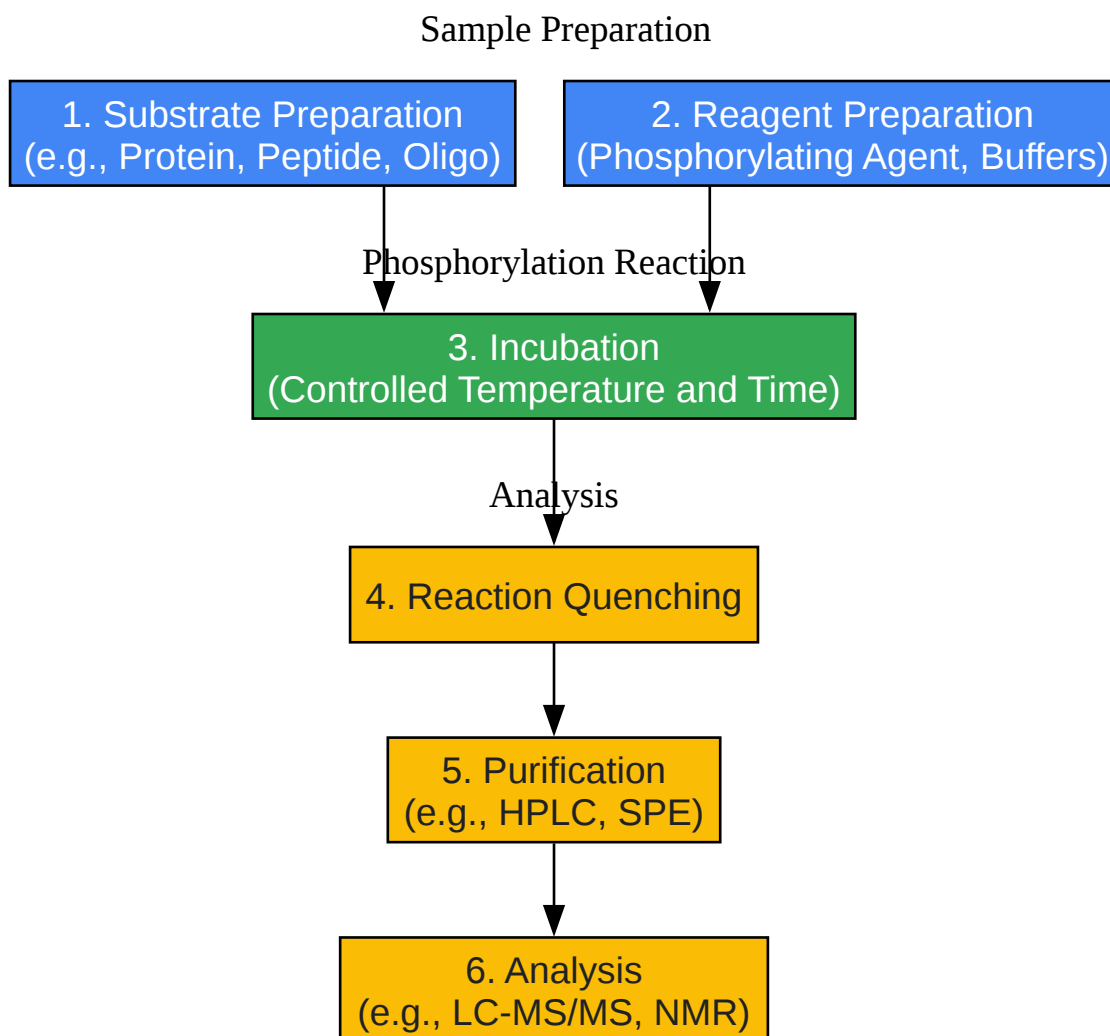 Sample Preparation
1. Substrate Preparation
(e.g., Protein, Peptide, Oligo)
2. Reagent Preparation
(Phosphorylating Agent, Buffers)
Phosphorylation Reaction
3. Incubation
(Controlled Temperature and Time)
Analysis
4. Reaction Quenching
5. Purification
(e.g., HPLC, SPE)
6. Analysis
(e.g., LC-MS/MS, NMR)